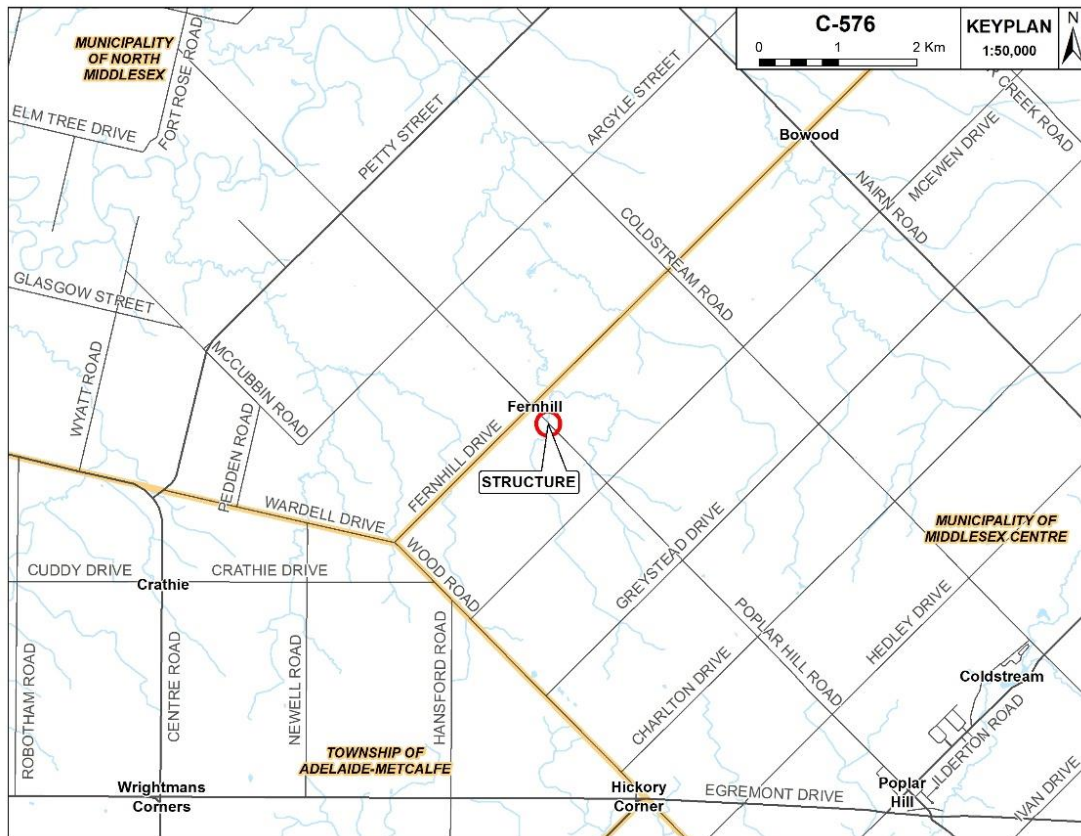 C-576
0 1 2 Km
KEYPLAN
1:50,000
N
MUNICIPALITY
OF NORTH
MIDDLESEX
FORT ROSE ROAD
ELM TREE DRIVE
PETTY STREET
ARGYLE STREET
Bowood
CREEK ROAD
MCEWEN DRIVE
NAIRN ROAD
COLDSTREAM ROAD
GLASGOW STREET
WYATT ROAD
MCCUBBIN ROAD
PEDDEN ROAD
Fernhill
FERNHILL DRIVE
STRUCTURE
WARDELL DRIVE
WOOD ROAD
GREYSTEAD DRIVE
MUNICIPALITY OF
MIDDLESEX CENTRE
CUDDY DRIVE
CRATHIE DRIVE
Crathie
POPLAR HILL ROAD
HEDLEY DRIVE
ROBOTHAM ROAD
CENTRE ROAD
NEWELL ROAD
HANSFORD ROAD
CHARLTON DRIVE
Coldstream
ILDERTON ROAD
TOWNSHIP OF
ADELAIDE-METCALFE
Wrightmans
Corners
Hickory
Corner
EGREMONT DRIVE
Poplar
Hill
IVAN DRIVE